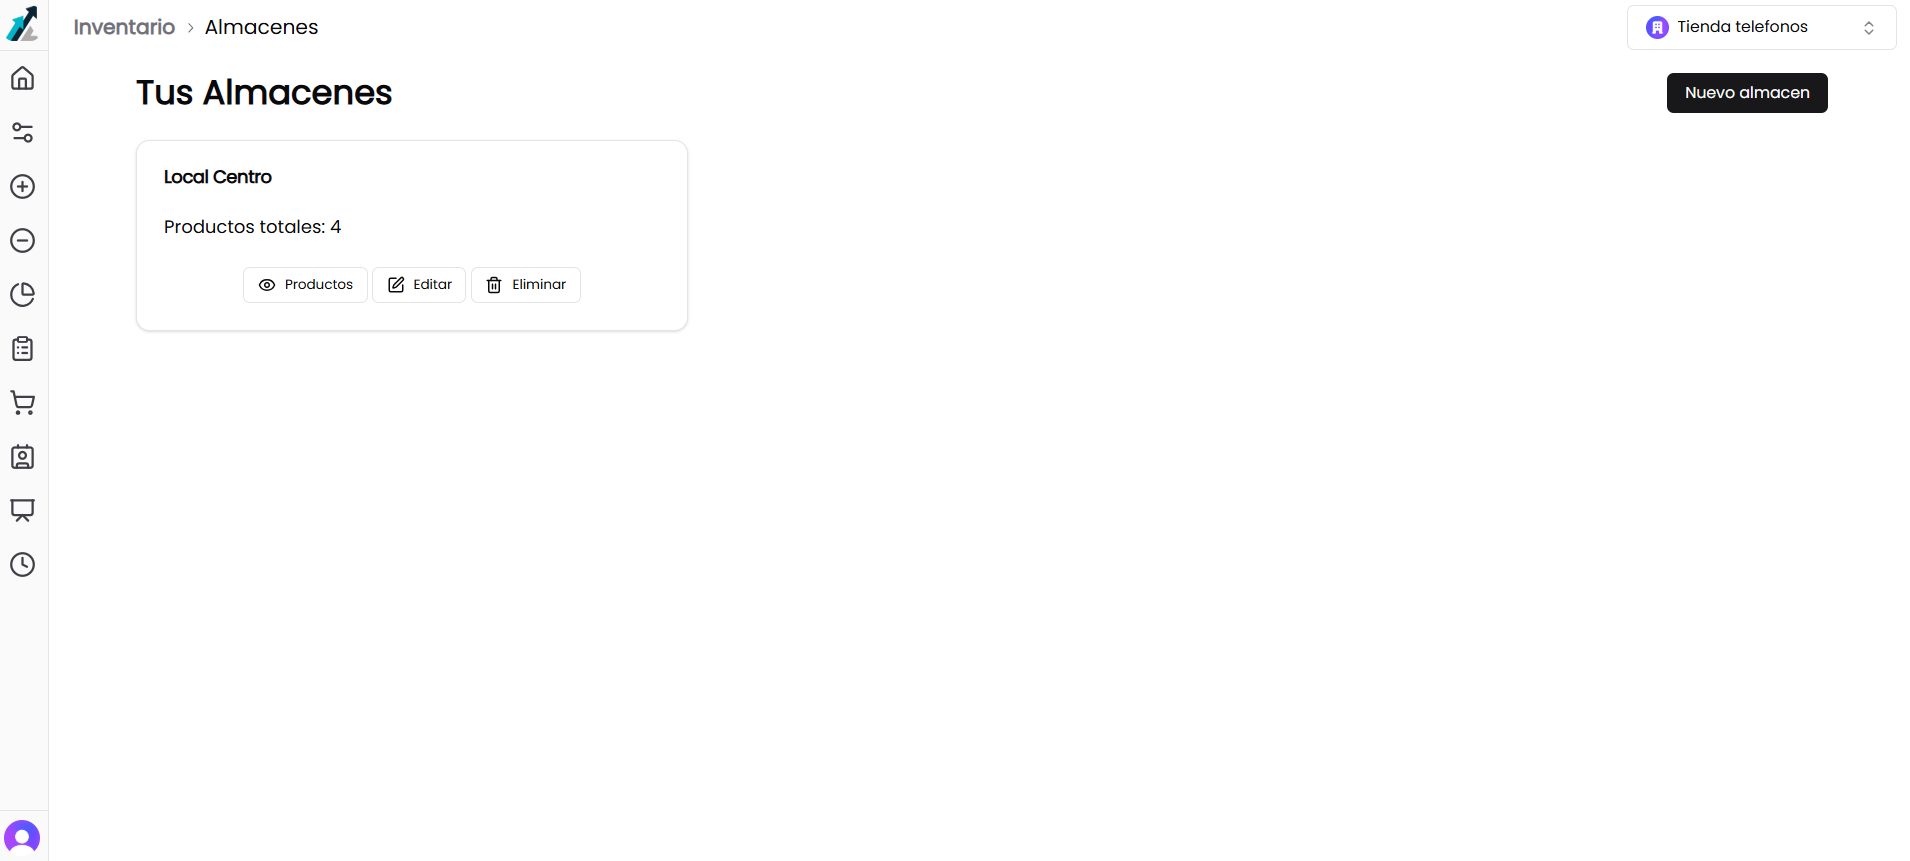 Inventario > Almacenes
Tienda telefonos
Tus Almacenes
Nuevo almacen
Local Centro
Productos totales: 4
Productos
Editar
Eliminar